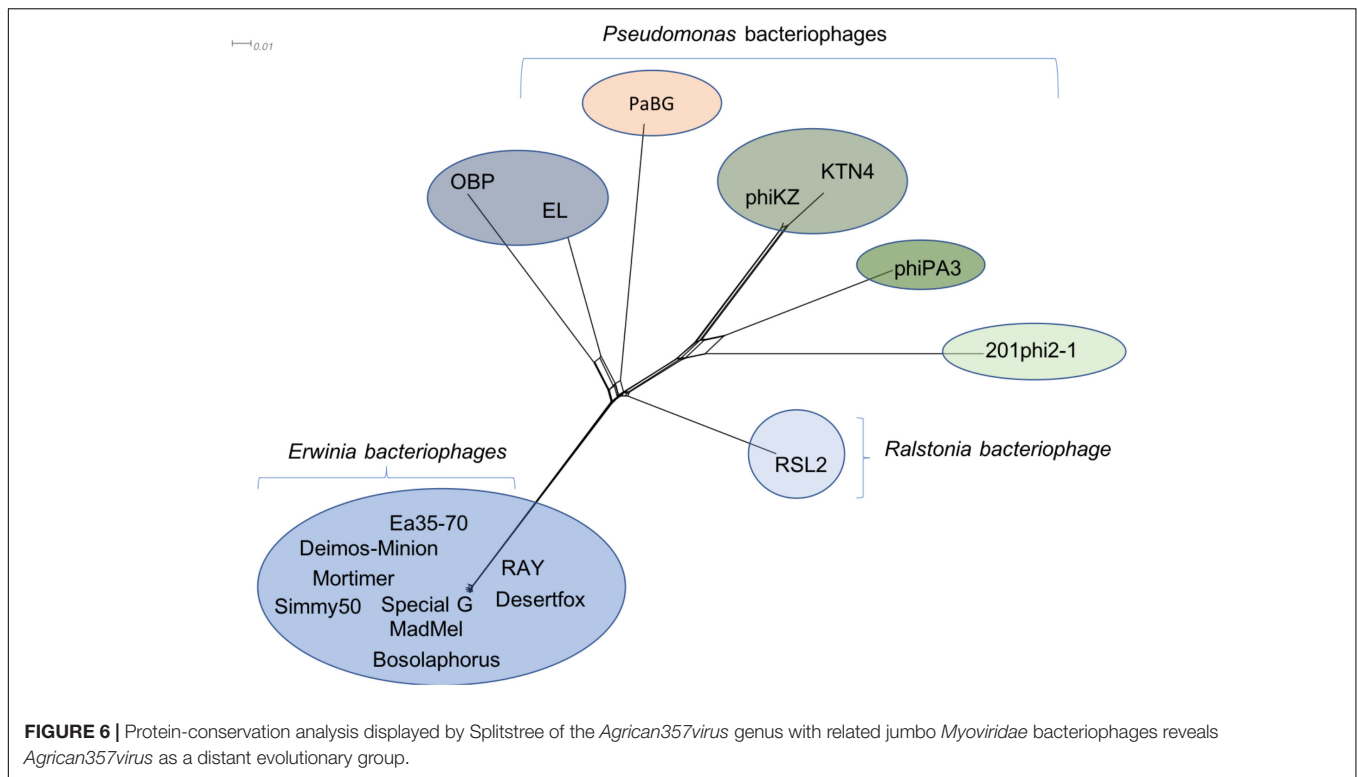 Pseudomonas bacteriophages
0.01
PaBG
KTN4
OBP
phiKZ
EL
phiPA3
201phi2-1
Erwinia bacteriophages
Ralstonia bacteriophage
RSL2
Ea35-70
Deimos-Minion
RAY
Mortimer
Desertfox
Simmy50
Special G
MadMel
Bosolaphorus
FIGURE 6 | Protein-conservation analysis displayed by Splitstree of the Agrican357virus genus with related jumbo Myoviridae bacteriophages reveals
Agrican357virus as a distant evolutionary group.